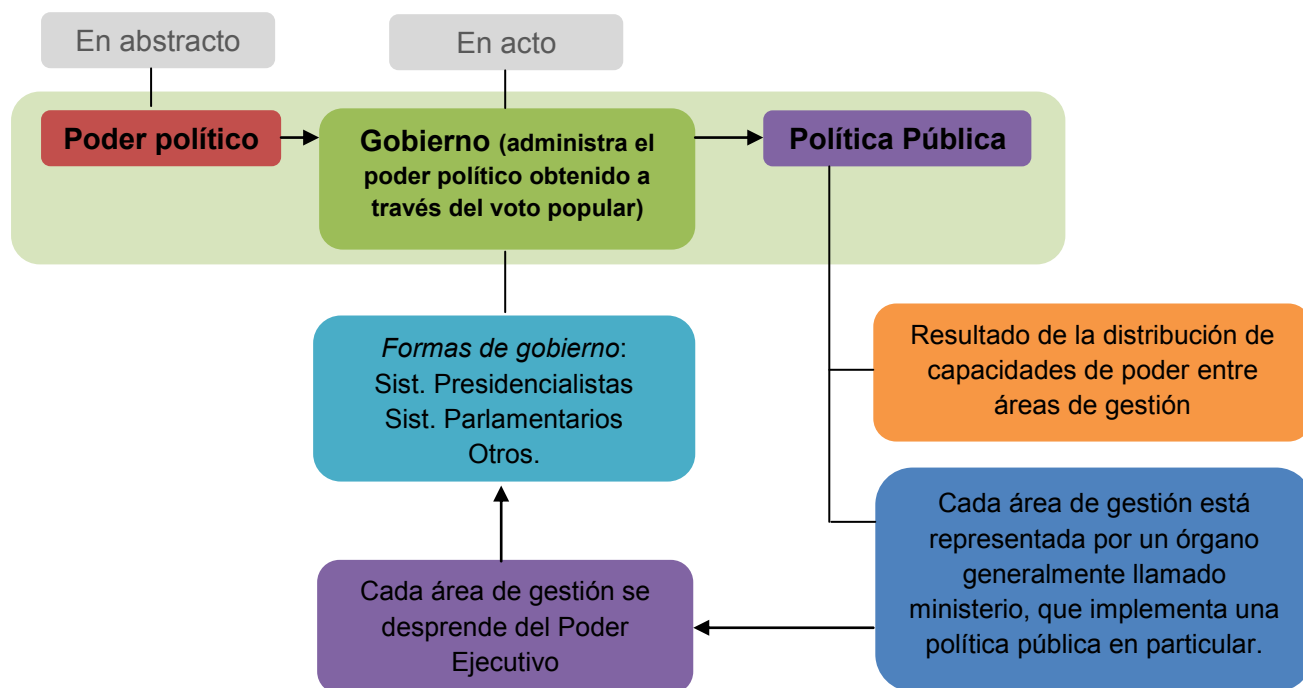 En abstracto
En acto
Poder político
Gobierno (administra el
poder político obtenido a
través del voto popular)
Política Pública
Formas de gobierno:
Sist. Presidencialistas
Sist. Parlamentarios
Otros.
Resultado de la distribución de
capacidades de poder entre
áreas de gestión
Cada área de gestión está
representada por un órgano
generalmente llamado
ministerio, que implementa una
política pública en particular.
Cada área de gestión se
desprende del Poder
Ejecutivo